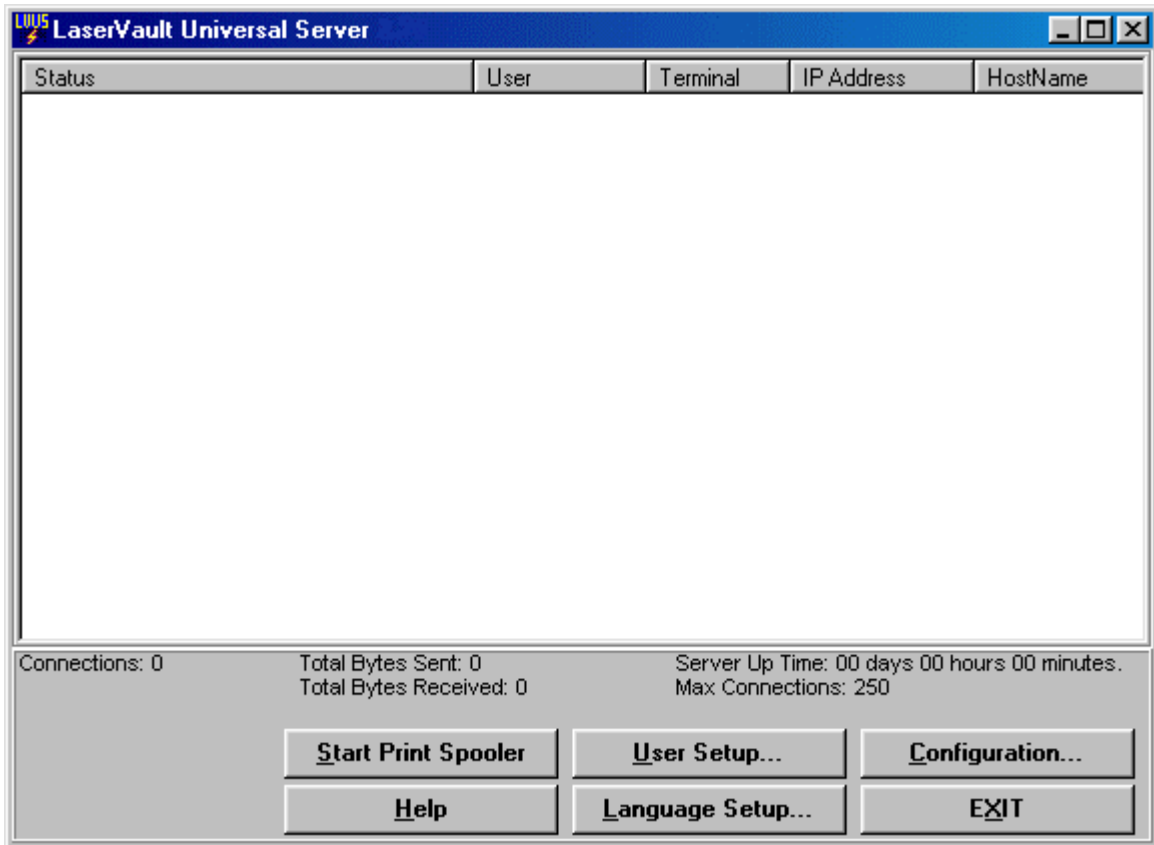 LVUS LaserVault Universal Server
Status User Terminal IP Address HostName
Connections: 0 Total Bytes Sent: 0 Server Up Time: 00 days 00 hours 00 minutes.
Total Bytes Received: 0 Max Connections: 250
Start Print Spooler User Setup... Configuration...
Help Language Setup... EXIT